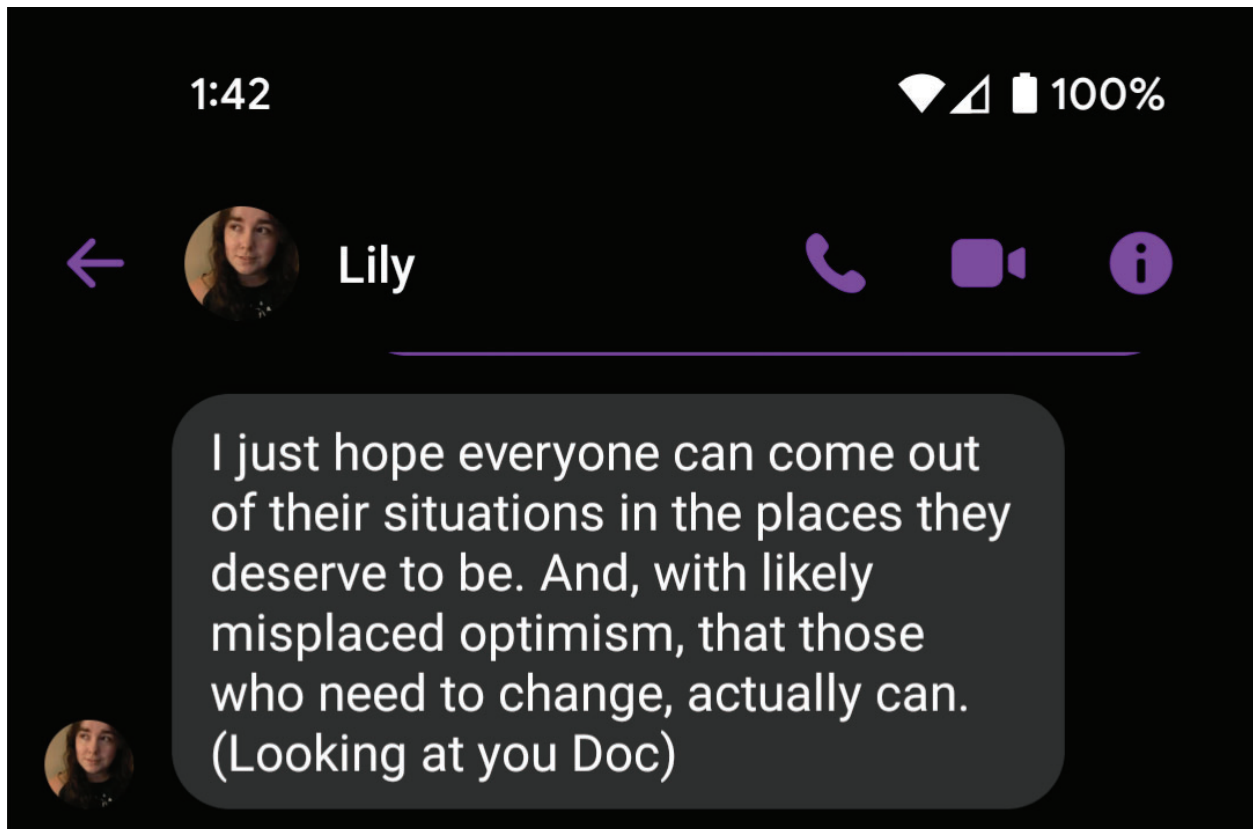 1:42 100%
Lily
I just hope everyone can come out
of their situations in the places they
deserve to be. And, with likely
misplaced optimism, that those
who need to change, actually can.
(Looking at you Doc)